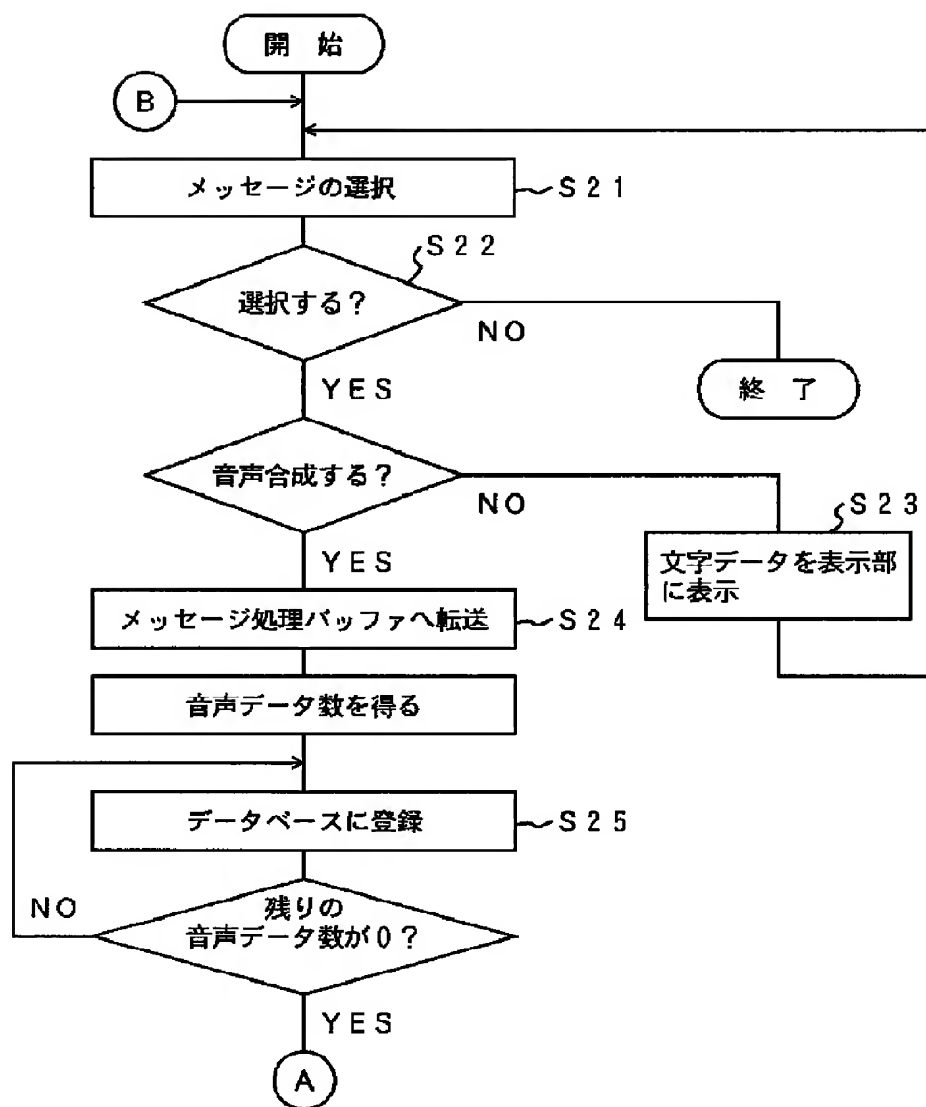 開 始
B
メッセージの選択
S21
S22
選択する?
NO
YES
終 了
音声合成する?
NO
YES
S23
文字データを表示部
に表示
メッセージ処理バッファへ転送
S24
音声データ数を得る
データベースに登録
S25
残りの
音声データ数が0?
NO
YES
A